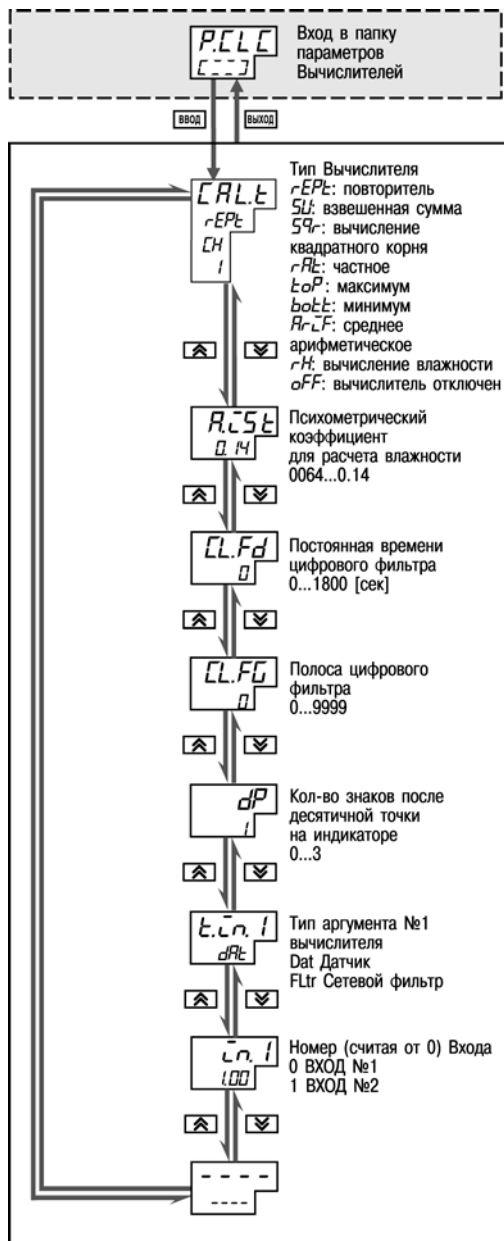 P.CLC
[---]
Вход в папку
параметров
Вычислителей
ВВОД
ВЫХОД
CAL.t
rEPt
CH
1
Тип Вычислителя
rEPt: повторитель
SU: взвешенная сумма
Sqr: вычисление
квадратного корня
rAt: частное
toP: максимум
bott: минимум
AriF: среднее
арифметическое
rH: вычисление влажности
oFF: вычислитель отключен
A.iSt
0.14
Психометрический
коэффициент
для расчета влажности
0064...0.14
CL.Fd
0
Постоянная времени
цифрового фильтра
0...1800 [сек]
CL.FG
0
Полоса цифрового
фильтра
0...9999
dP
1
Кол-во знаков после
десятичной точки
на индикаторе
0...3
t.in.1
dAt
Тип аргумента №1
вычислителя
Dat Датчик
FLtr Сетевой фильтр
in.1
1.00
Номер (считая от 0) Входа
0 ВХОД №1
1 ВХОД №2
- - - -
- - - -